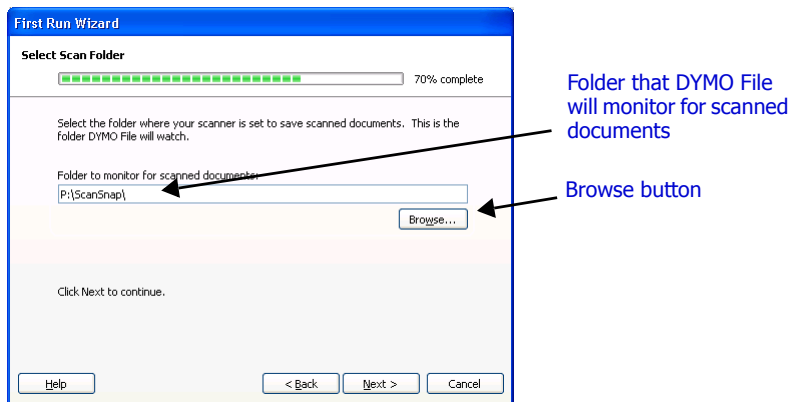 First Run Wizard
Select Scan Folder
70% complete
Select the folder where your scanner is set to save scanned documents.  This is the
folder DYMO File will watch.
Folder to monitor for scanned documents:
P:\ScanSnap\
Browse...
Click Next to continue.
Help
< Back
Next >
Cancel
Folder that DYMO File
will monitor for scanned
documents
Browse button